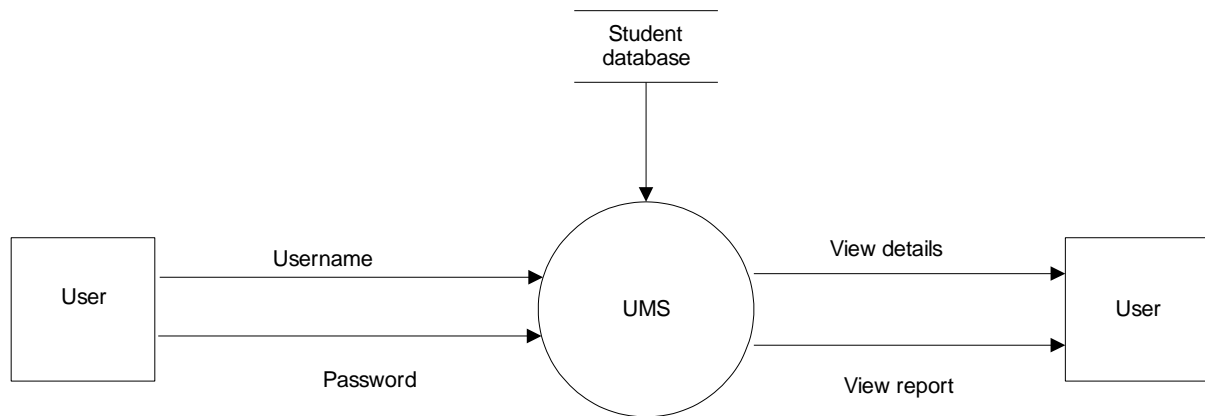 Student
database
Username
View details
User
UMS
User
Password
View report